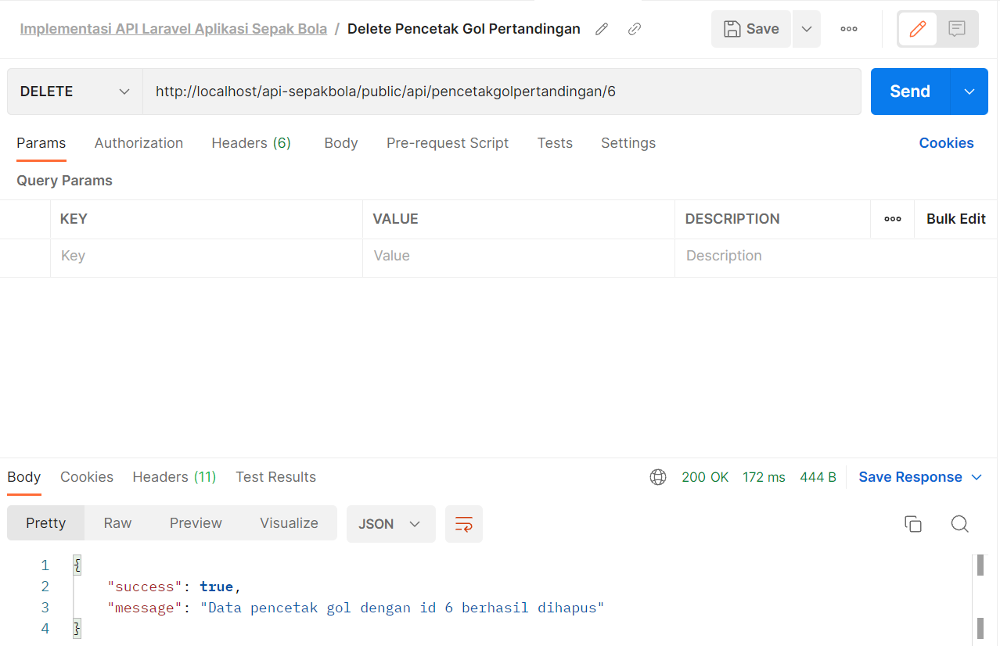 Implementasi API Laravel Aplikasi Sepak Bola / Delete Pencetak Gol Pertandingan Save
DELETE http://localhost/api-sepakbola/public/api/pencetakgolpertandingan/6 Send
Params Authorization Headers (6) Body Pre-request Script Tests Settings Cookies
Query Params
KEY VALUE DESCRIPTION Bulk Edit
Key Value Description
Body Cookies Headers (11) Test Results 200 OK 172 ms 444 B Save Response
Pretty Raw Preview Visualize JSON
1 {
2 "success": true,
3 "message": "Data pencetak gol dengan id 6 berhasil dihapus"
4 }